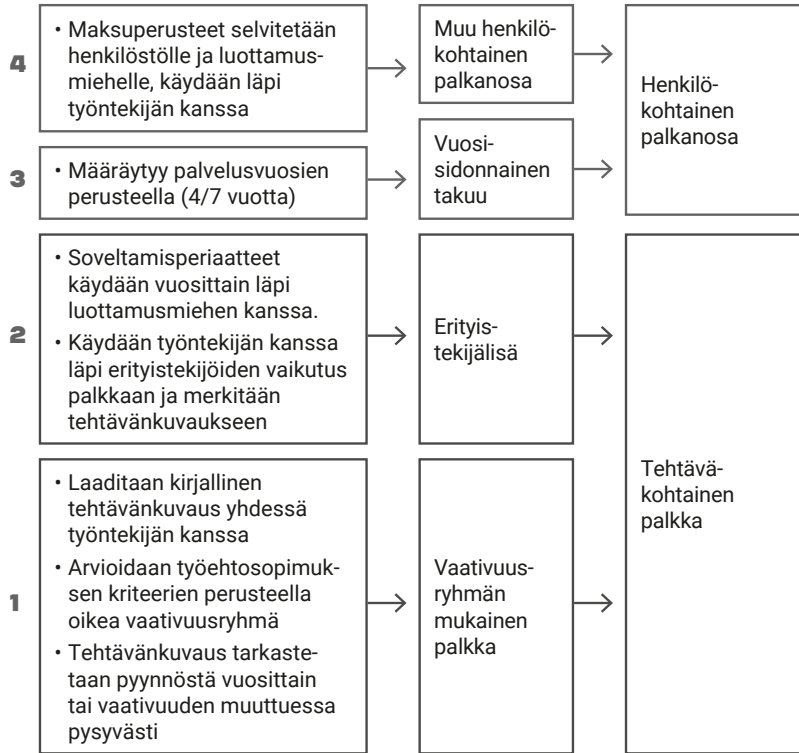 4
• Maksuperusteet selvitetään
henkilöstölle ja luottamus-
miehelle, käydään läpi
työntekijän kanssa
Muu henkilö-
kohtainen
palkanosa
Henkilö-
kohtainen
palkanosa
3
• Määräytyy palvelusvuosien
perusteella (4/7 vuotta)
Vuosi-
sidonnainen
takuu
2
• Soveltamisperiaatteet
käydään vuosittain läpi
luottamusmiehen kanssa.
• Käydään työntekijän kanssa
läpi erityistekijöiden vaikutus
palkkaan ja merkitään
tehtävänkuvaukseen
Erityis-
tekijälisä
Tehtävä-
kohtainen
palkka
1
• Laaditaan kirjallinen
tehtävänkuvaus yhdessä
työntekijän kanssa
• Arvioidaan työehtosopimuk-
sen kriteerien perusteella
oikea vaativuusryhmä
• Tehtävänkuvaus tarkaste-
taan pyynnöstä vuosittain
tai vaativuuden muuttuessa
pysyvästi
Vaativuus-
ryhmän
mukainen
palkka